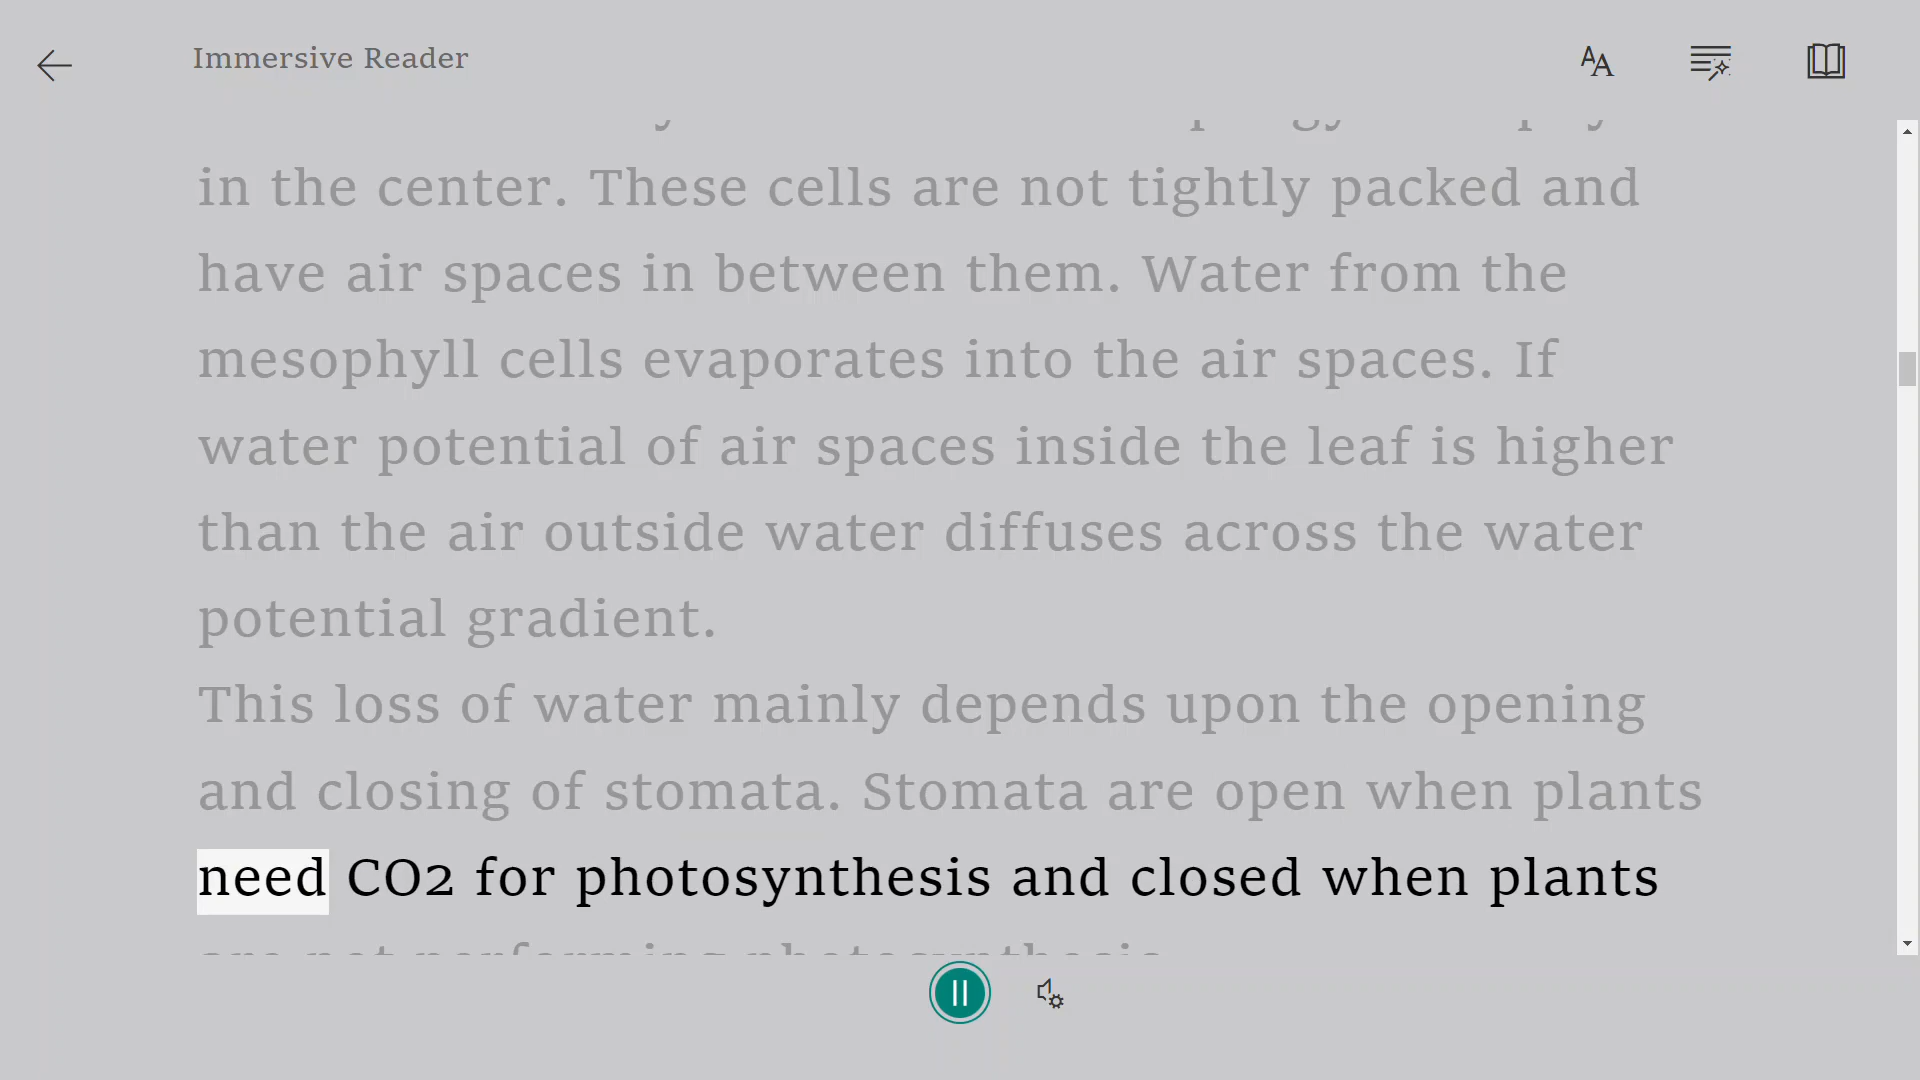 Immersive Reader
in the center. These cells are not tightly packed and
have air spaces in between them. Water from the
mesophyll cells evaporates into the air spaces. If
water potential of air spaces inside the leaf is higher
than the air outside water diffuses across the water
potential gradient.
This loss of water mainly depends upon the opening
and closing of stomata. Stomata are open when plants
need CO2 for photosynthesis and closed when plants
are not performing photosynthesis